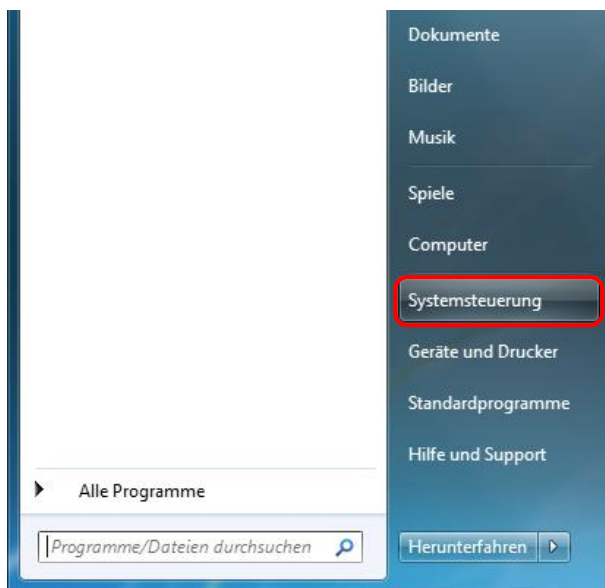 Dokumente
Bilder
Musik
Spiele
Computer
Systemsteuerung
Geräte und Drucker
Standardprogramme
Hilfe und Support
Alle Programme
Programme/Dateien durchsuchen
Herunterfahren